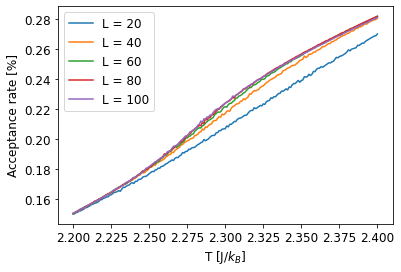 0.28
0.26
0.24
0.22
0.20
0.18
0.16
Acceptance rate [%]
L = 20
L = 40
L = 60
L = 80
L = 100
2.200 2.225 2.250 2.275 2.300 2.325 2.350 2.375 2.400
T [J/k_B]